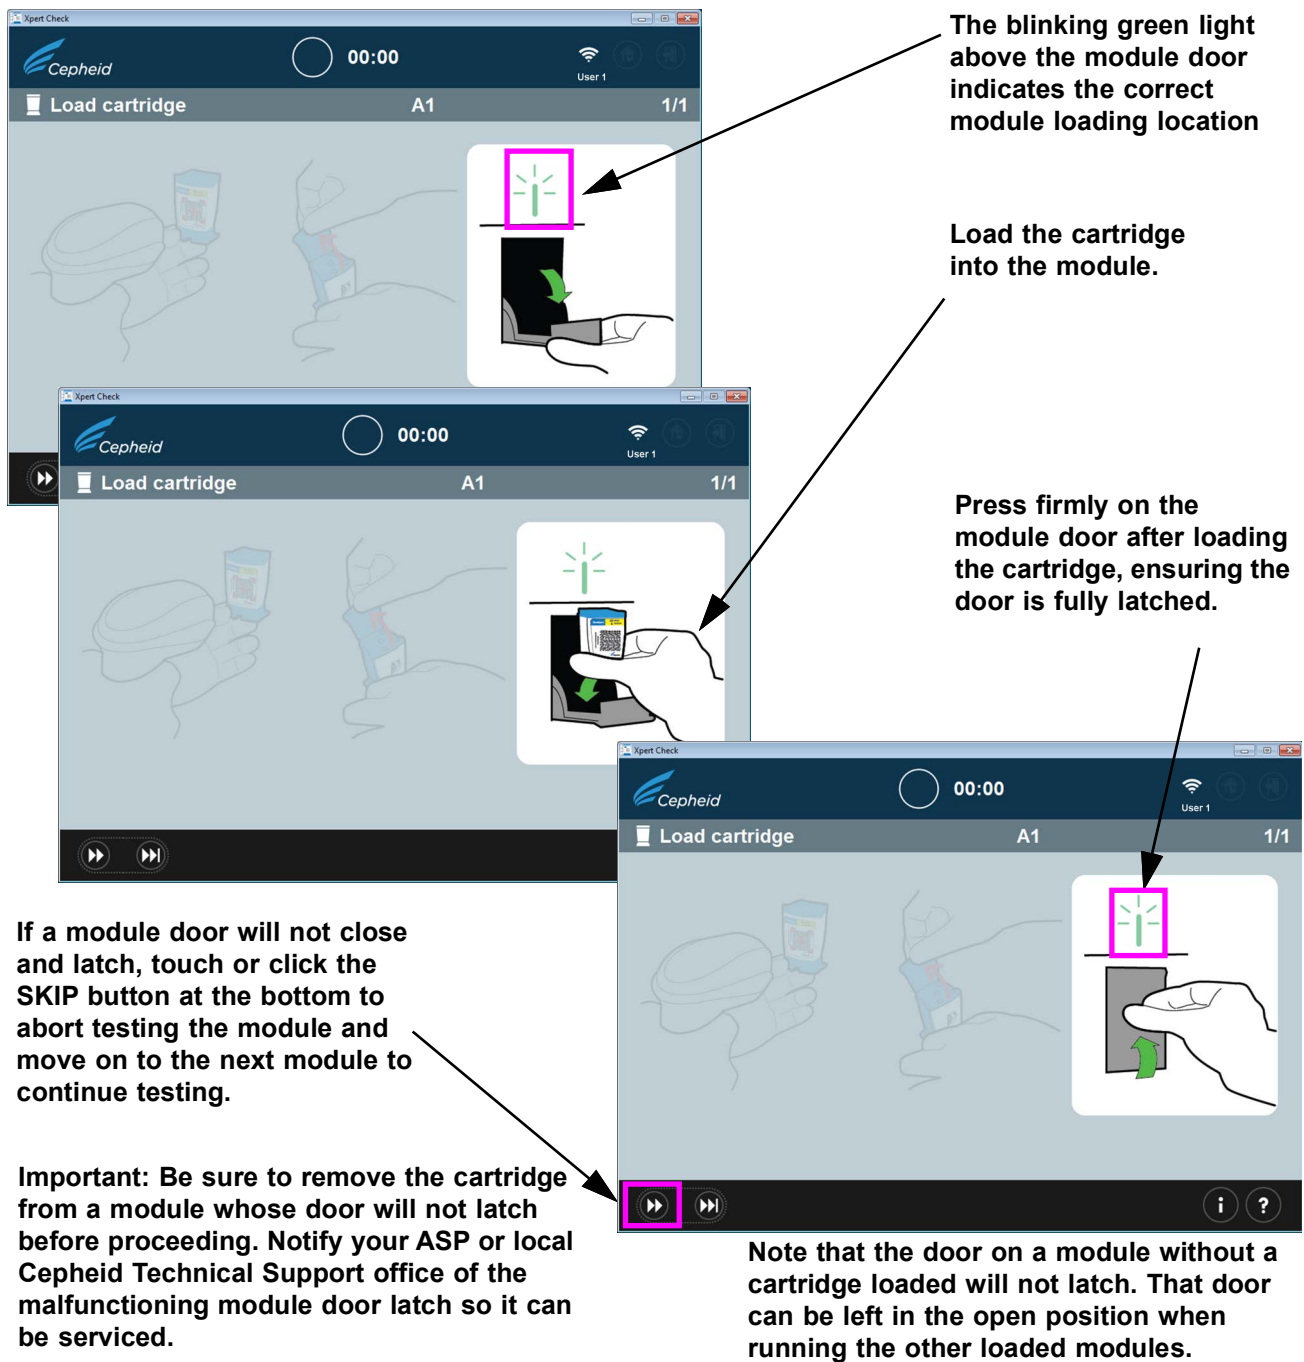 Xpert Check
Cepheid
00:00
User 1
Load cartridge A1 1/1
The blinking green light
above the module door
indicates the correct
module loading location
Load the cartridge
into the module.
Xpert Check
Cepheid
00:00
User 1
Load cartridge A1 1/1
Press firmly on the
module door after loading
the cartridge, ensuring the
door is fully latched.
Xpert Check
Cepheid
00:00
User 1
Load cartridge A1 1/1
i ?
If a module door will not close
and latch, touch or click the
SKIP button at the bottom to
abort testing the module and
move on to the next module to
continue testing.
Important: Be sure to remove the cartridge
from a module whose door will not latch
before proceeding. Notify your ASP or local
Cepheid Technical Support office of the
malfunctioning module door latch so it can
be serviced.
Note that the door on a module without a
cartridge loaded will not latch. That door
can be left in the open position when
running the other loaded modules.